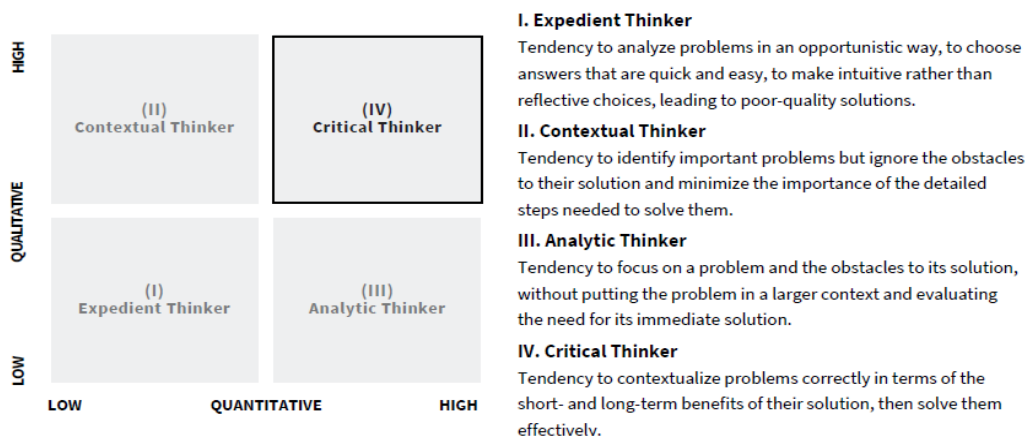 HIGH
QUALITATIVE
LOW
(II)
Contextual Thinker
(IV)
Critical Thinker
(I)
Expedient Thinker
(III)
Analytic Thinker
LOW
QUANTITATIVE
HIGH
I. Expedient Thinker
Tendency to analyze problems in an opportunistic way, to choose
answers that are quick and easy, to make intuitive rather than
reflective choices, leading to poor-quality solutions.
II. Contextual Thinker
Tendency to identify important problems but ignore the obstacles
to their solution and minimize the importance of the detailed
steps needed to solve them.
III. Analytic Thinker
Tendency to focus on a problem and the obstacles to its solution,
without putting the problem in a larger context and evaluating
the need for its immediate solution.
IV. Critical Thinker
Tendency to contextualize problems correctly in terms of the
short- and long-term benefits of their solution, then solve them
effectively.